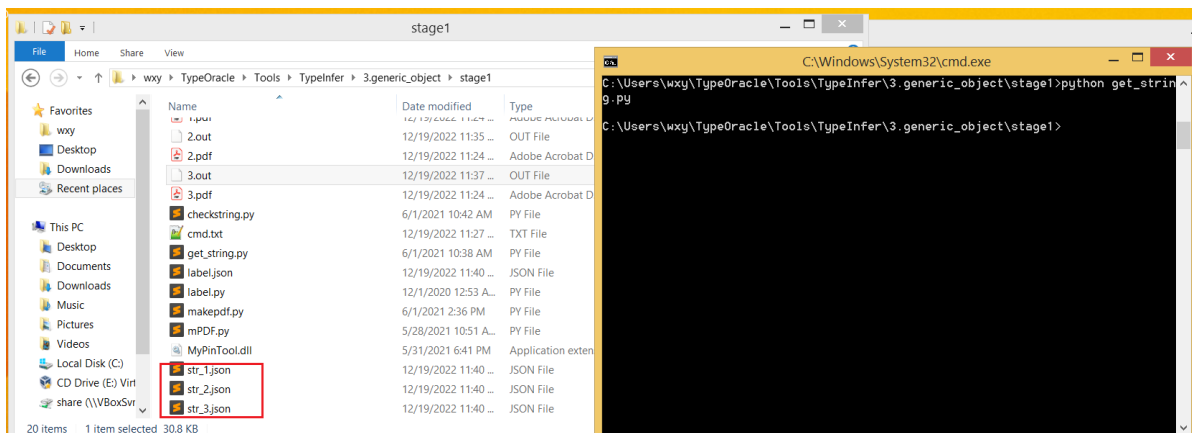 stage1
File Home Share View
wxy TypeOracle Tools TypeInfer 3.generic_object stage1
Name Date modified Type
Favorites
wxy
Desktop
Downloads
Recent places
This PC
Desktop
Documents
Downloads
Music
Pictures
Videos
Local Disk (C:)
CD Drive (E:) Virt
share (\\VBoxSvr
1.pdf 12/19/2022 11:24 ... Adobe Acrobat D
2.out 12/19/2022 11:35 ... OUT File
2.pdf 12/19/2022 11:24 ... Adobe Acrobat D
3.out 12/19/2022 11:37 ... OUT File
3.pdf 12/19/2022 11:24 ... Adobe Acrobat D
checkstring.py 6/1/2021 10:42 AM PY File
cmd.txt 12/19/2022 11:27 ... TXT File
get_string.py 6/1/2021 10:38 AM PY File
label.json 12/19/2022 11:40 ... JSON File
label.py 12/1/2020 12:53 A... PY File
makepdf.py 6/1/2021 2:36 PM PY File
mPDF.py 5/28/2021 10:51 A... PY File
MyPinTool.dll 5/31/2021 6:41 PM Application exten
str_1.json 12/19/2022 11:40 ... JSON File
str_2.json 12/19/2022 11:40 ... JSON File
str_3.json 12/19/2022 11:40 ... JSON File
20 items 1 item selected 30.8 KB
C:\Windows\System32\cmd.exe
C:\Users\wxy\TypeOracle\Tools\TypeInfer\3.generic_object\stage1>python get_strin
g.py
C:\Users\wxy\TypeOracle\Tools\TypeInfer\3.generic_object\stage1>